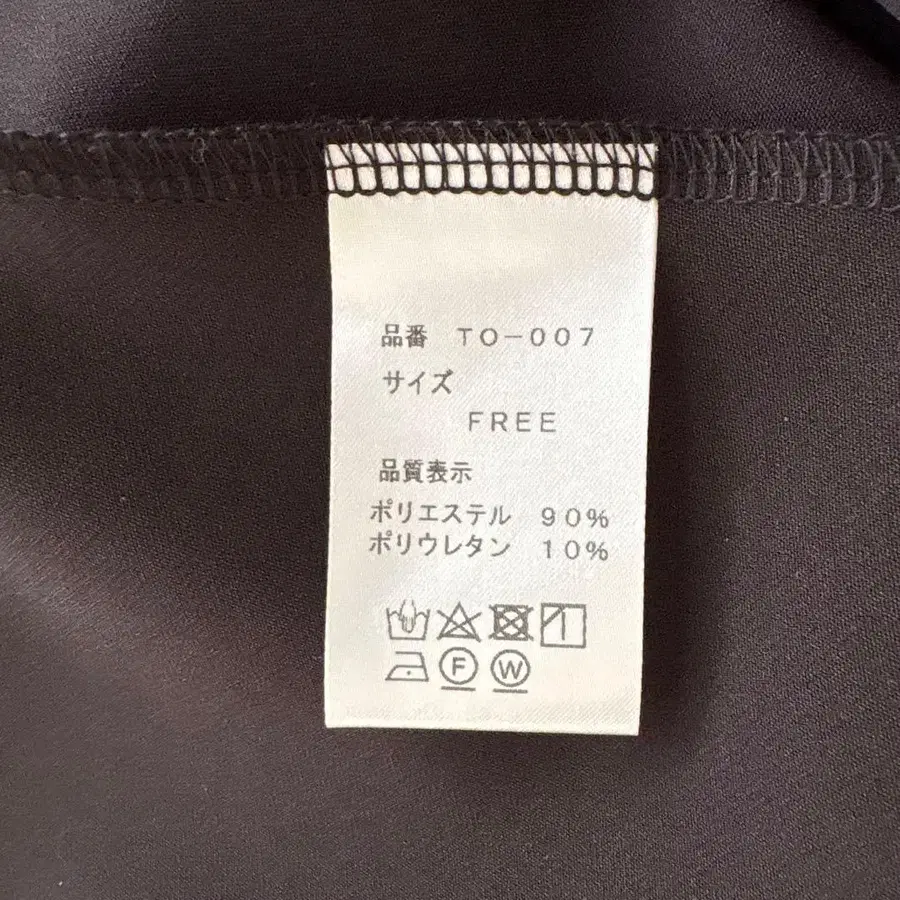 品番 TO-007
サイズ
FREE
品質表示
ポリエステル 90%
ポリウレタン 10%
F W